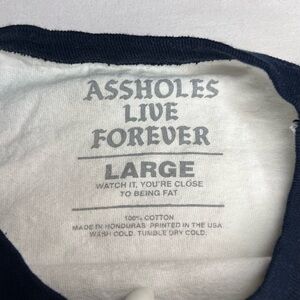 ASSHOLES
LIVE
FOREVER
LARGE
WATCH IT, YOU'RE CLOSE
TO BEING FAT
100% COTTON
MADE IN HONDURAS. PRINTED IN THE USA.
WASH COLD. TUMBLE DRY COLD.